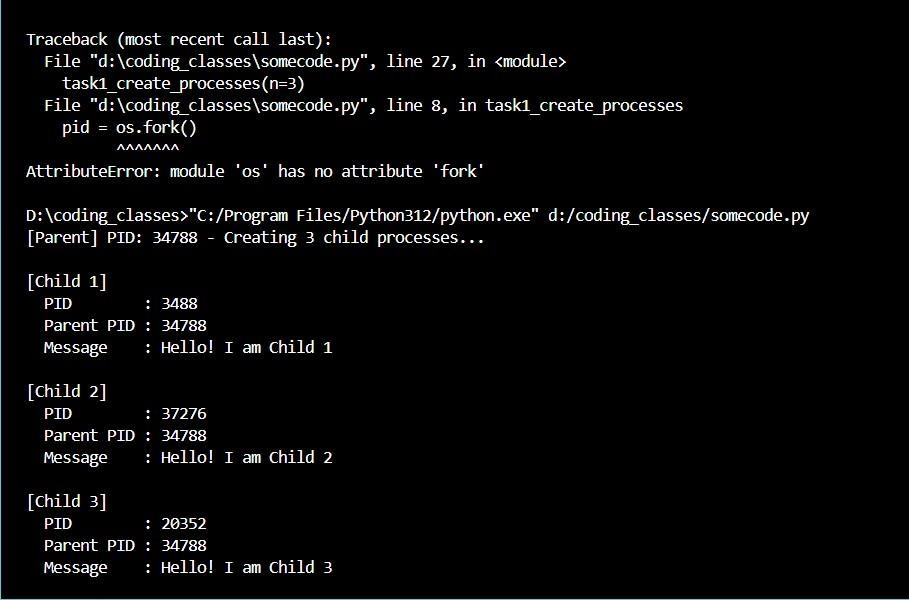 Traceback (most recent call last):
  File "d:\coding_classes\somecode.py", line 27, in <module>
    task1_create_processes(n=3)
  File "d:\coding_classes\somecode.py", line 8, in task1_create_processes
    pid = os.fork()
          ^^^^^^^
AttributeError: module 'os' has no attribute 'fork'

D:\coding_classes>"C:/Program Files/Python312/python.exe" d:/coding_classes/somecode.py
[Parent] PID: 34788 - Creating 3 child processes...

[Child 1]
  PID        : 3488
  Parent PID : 34788
  Message    : Hello! I am Child 1

[Child 2]
  PID        : 37276
  Parent PID : 34788
  Message    : Hello! I am Child 2

[Child 3]
  PID        : 20352
  Parent PID : 34788
  Message    : Hello! I am Child 3